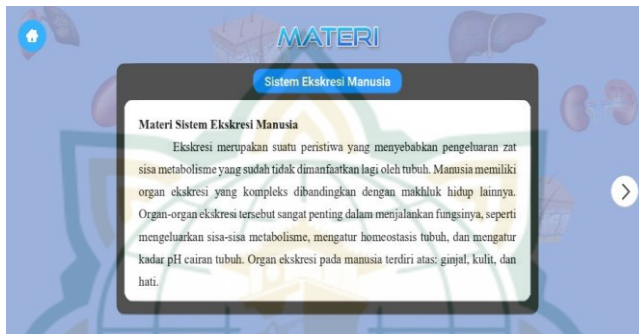 MATERI
Sistem Ekskresi Manusia
Materi Sistem Ekskresi Manusia
Ekskresi merupakan suatu peristiwa yang menyebabkan pengeluaran zat
sisa metabolisme yang sudah tidak dimanfaatkan lagi oleh tubuh. Manusia memiliki
organ ekskresi yang kompleks dibandingkan dengan makhluk hidup lainnya.
Organ-organ ekskresi tersebut sangat penting dalam menjalankan fungsinya, seperti
mengeluarkan sisa-sisa metabolisme, mengatur homeostasis tubuh, dan mengatur
kadar pH cairan tubuh. Organ ekskresi pada manusia terdiri atas: ginjal, kulit, dan
hati.